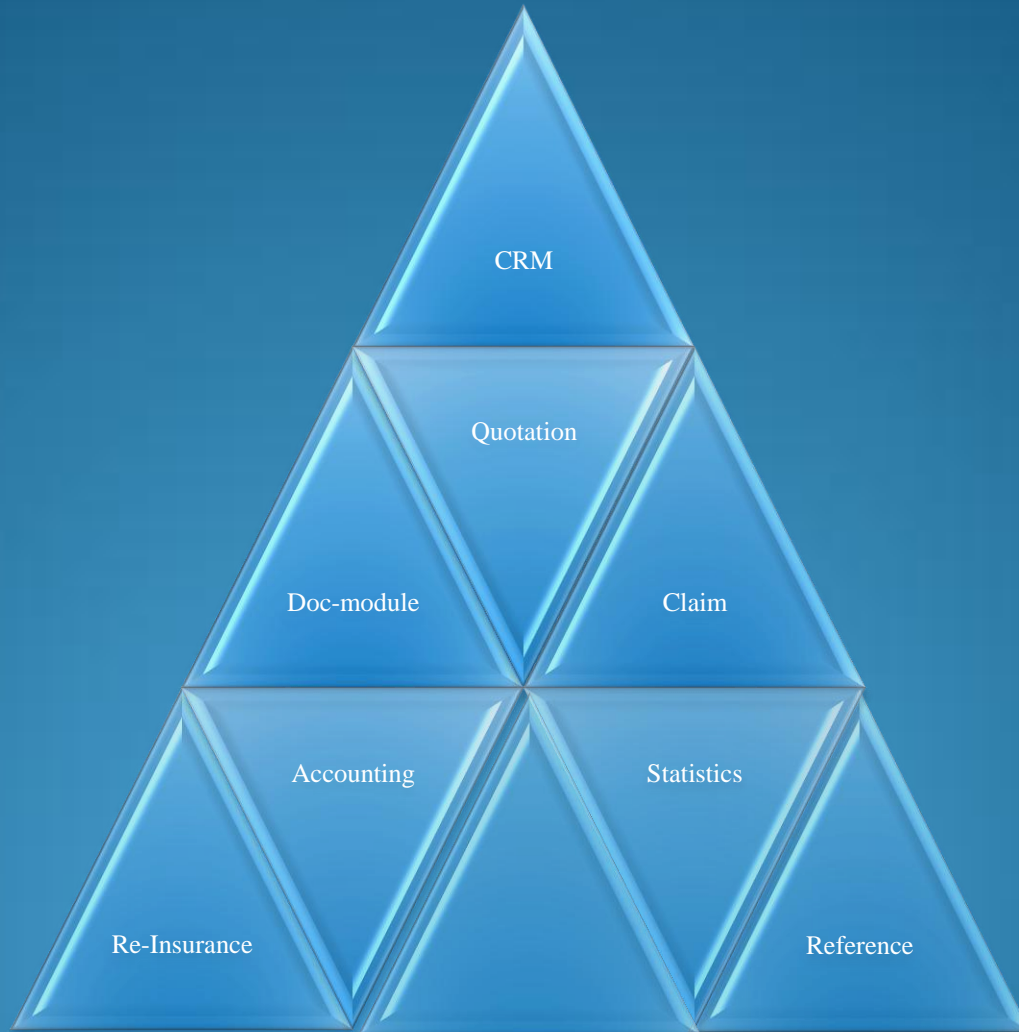 CRM
Quotation
Doc-module
Claim
Accounting
Statistics
Re-Insurance
Reference